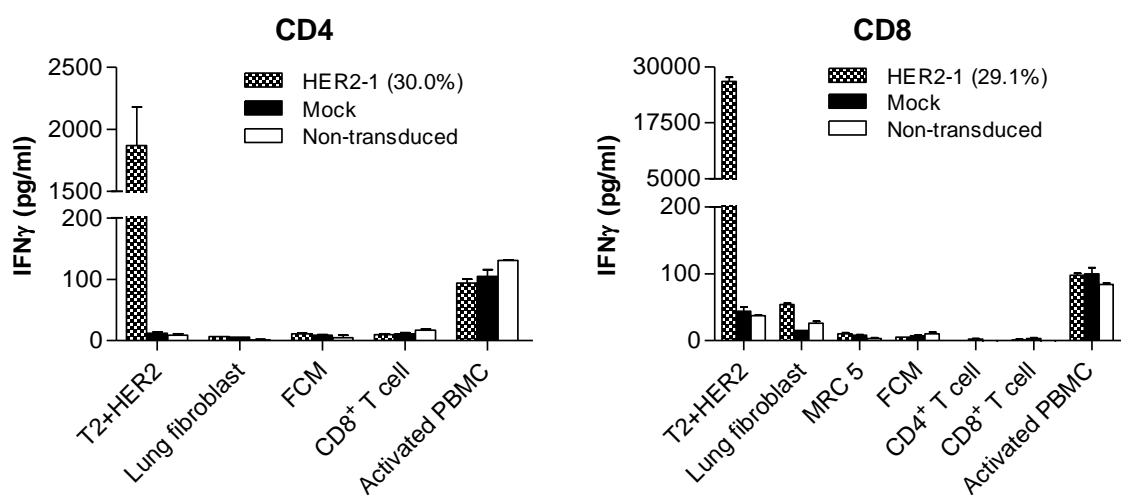 CD4
2500
2000
1500
200
100
0
IFNγ (pg/ml)
HER2-1 (30.0%)
Mock
Non-transduced
T2+HER2
Lung fibroblast
FCM
CD8⁺ T cell
Activated PBMC
CD8
30000
17500
5000
200
100
0
IFNγ (pg/ml)
HER2-1 (29.1%)
Mock
Non-transduced
T2+HER2
Lung fibroblast
MRC 5
FCM
CD4⁺ T cell
CD8⁺ T cell
Activated PBMC